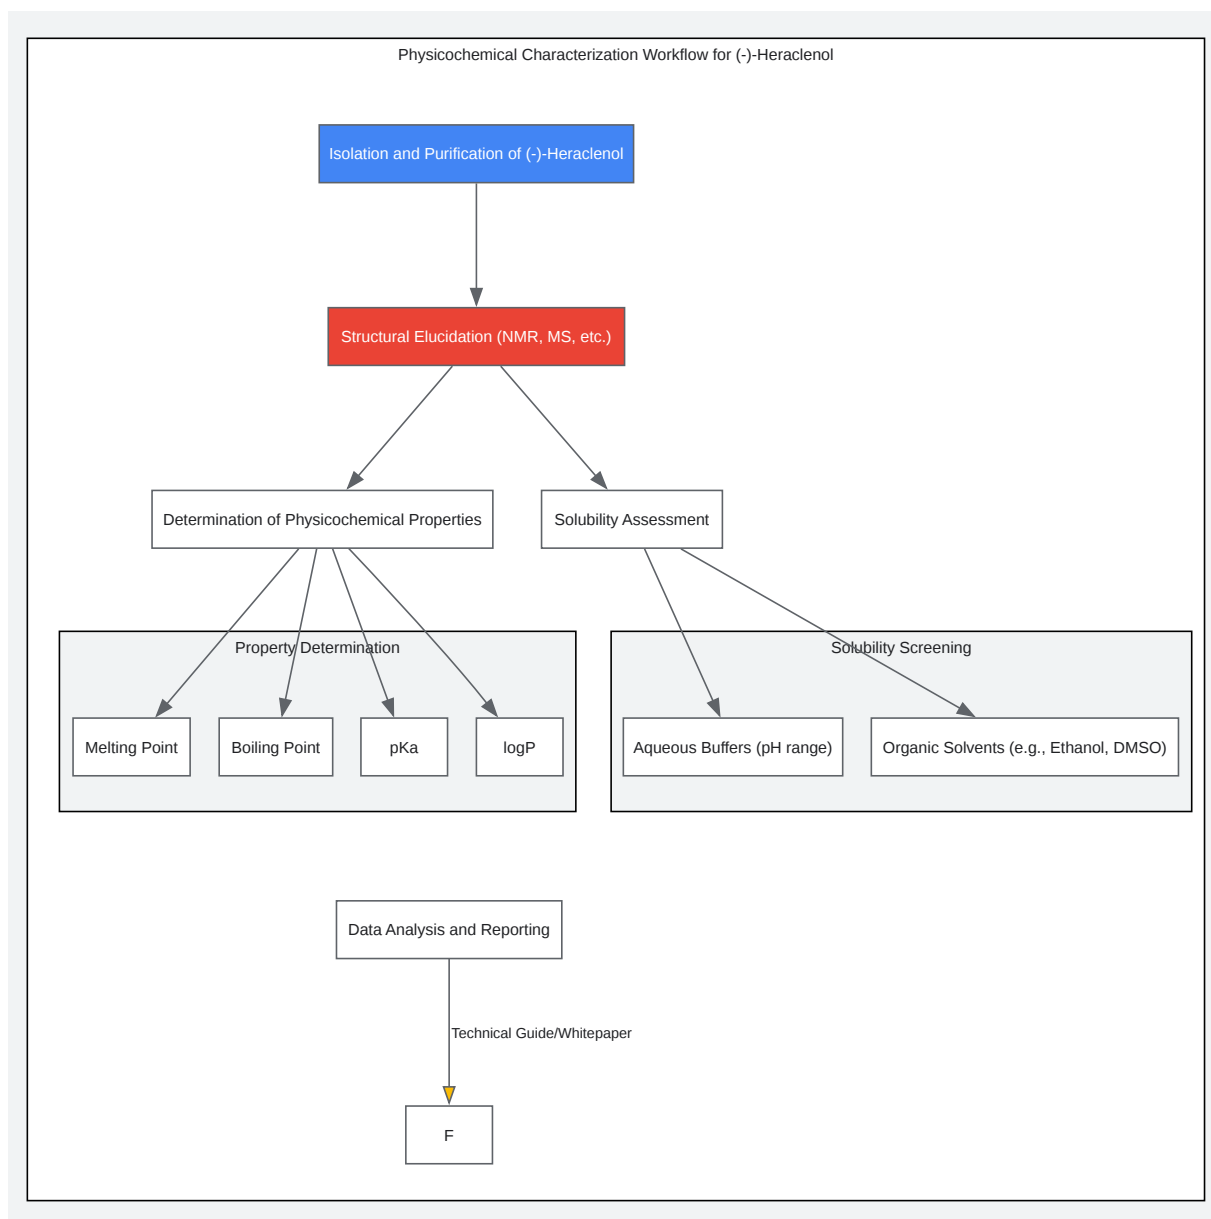 Physicochemical Characterization Workflow for (-)-Heraclenol
Isolation and Purification of (-)-Heraclenol
Structural Elucidation (NMR, MS, etc.)
Determination of Physicochemical Properties
Solubility Assessment
Property Determination
Solubility Screening
Melting Point
Boiling Point
pKa
logP
Aqueous Buffers (pH range)
Organic Solvents (e.g., Ethanol, DMSO)
Data Analysis and Reporting
Technical Guide/Whitepaper
F